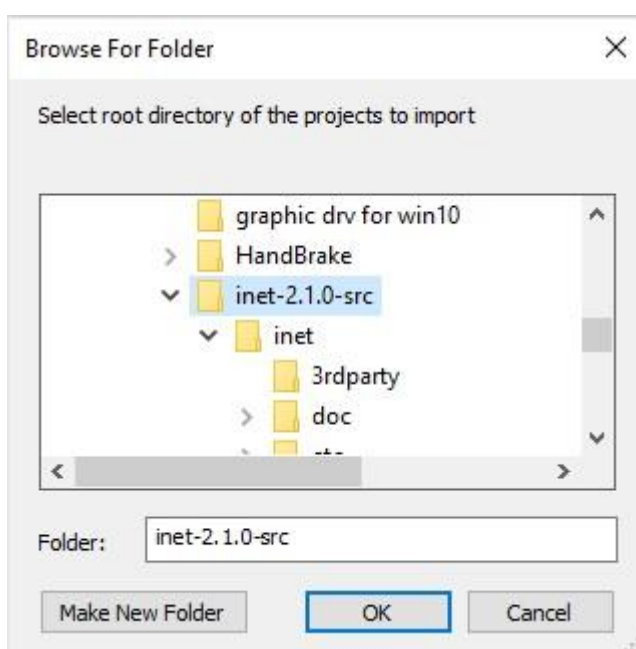 Browse For Folder
Select root directory of the projects to import
graphic drv for win10
HandBrake
inet-2.1.0-src
inet
3rdparty
doc
Folder: inet-2.1.0-src
Make New Folder OK Cancel